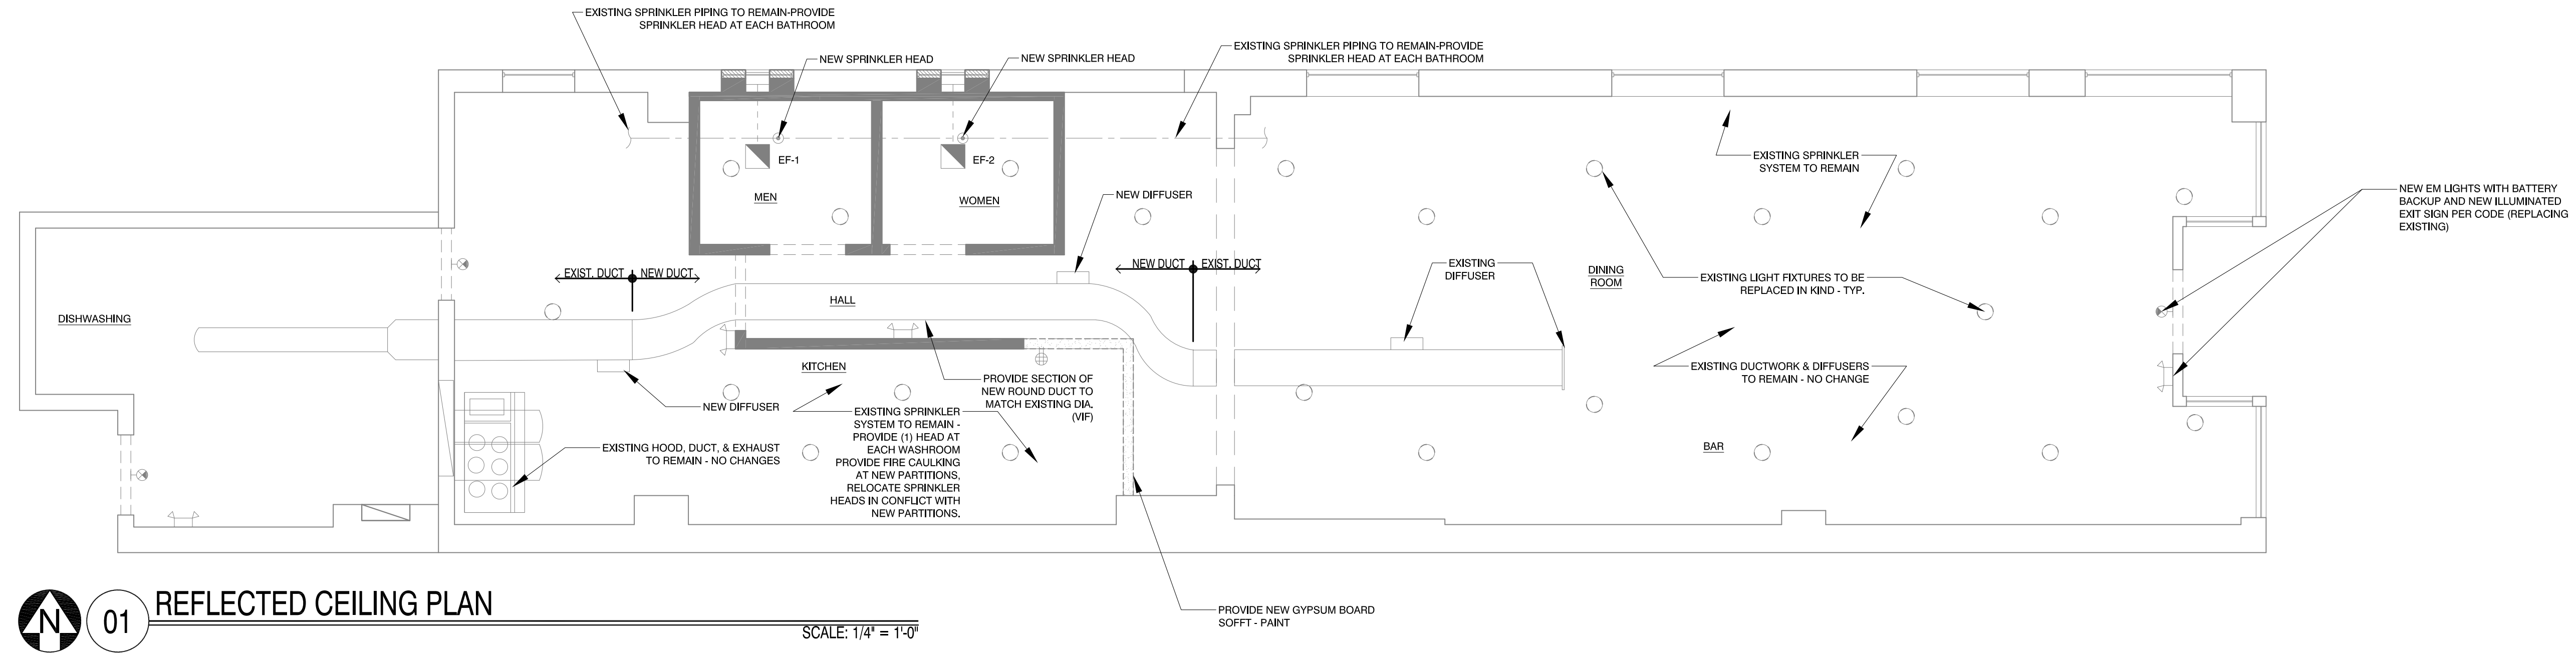 EXISTING SPRINKLER PIPING TO REMAIN-PROVIDE
SPRINKLER HEAD AT EACH BATHROOM
NEW SPRINKLER HEAD
NEW SPRINKLER HEAD
EXISTING SPRINKLER PIPING TO REMAIN-PROVIDE
SPRINKLER HEAD AT EACH BATHROOM
EF-1
EF-2
MEN
WOMEN
NEW DIFFUSER
EXISTING SPRINKLER
SYSTEM TO REMAIN
NEW EM LIGHTS WITH BATTERY
BACKUP AND NEW ILLUMINATED
EXIT SIGN PER CODE (REPLACING
EXISTING)
EXIST. DUCT
NEW DUCT
NEW DUCT
EXIST. DUCT
EXISTING
DIFFUSER
DINING
ROOM
EXISTING LIGHT FIXTURES TO BE
REPLACED IN KIND - TYP.
HALL
DISHWASHING
KITCHEN
EXISTING DUCTWORK & DIFFUSERS
TO REMAIN - NO CHANGE
PROVIDE SECTION OF
NEW ROUND DUCT TO
MATCH EXISTING DIA.
(VIF)
NEW DIFFUSER
EXISTING SPRINKLER
SYSTEM TO REMAIN -
PROVIDE (1) HEAD AT
EACH WASHROOM
PROVIDE FIRE CAULKING
AT NEW PARTITIONS,
RELOCATE SPRINKLER
HEADS IN CONFLICT WITH
NEW PARTITIONS.
EXISTING HOOD, DUCT, & EXHAUST
TO REMAIN - NO CHANGES
BAR
PROVIDE NEW GYPSUM BOARD
SOFFT - PAINT
N
01
REFLECTED CEILING PLAN
SCALE: 1/4" = 1'-0"